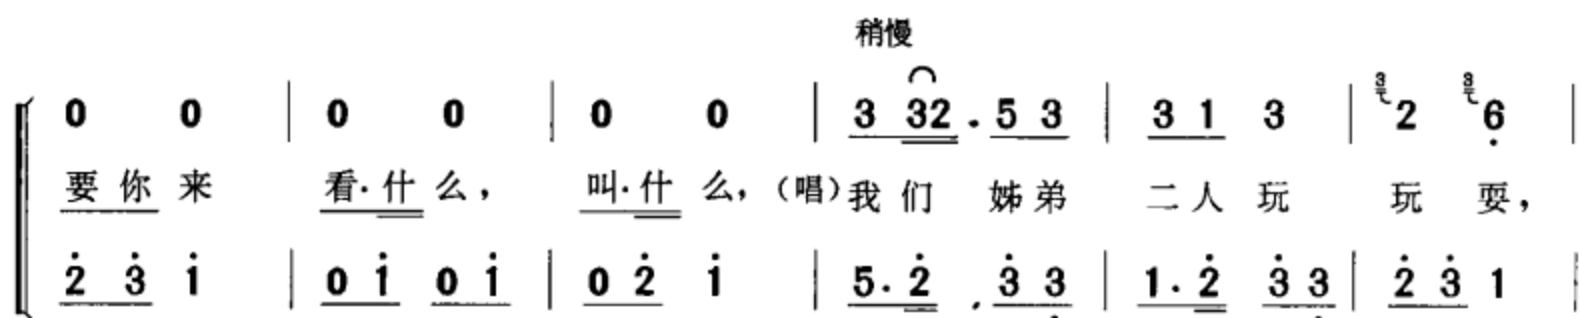 稍慢
0 0 | 0 0 | 0 0 | 3 32. 5 3 | 3 1 3 | 3 2 3 6 |
要你来 看·什么, 叫·什么,(唱)我们 姊弟 二人玩 玩耍,
2 3 1 | 0 1 0 1 | 0 2 1 | 5·2 3 3 | 1·2 3 3 | 2 3 1 |